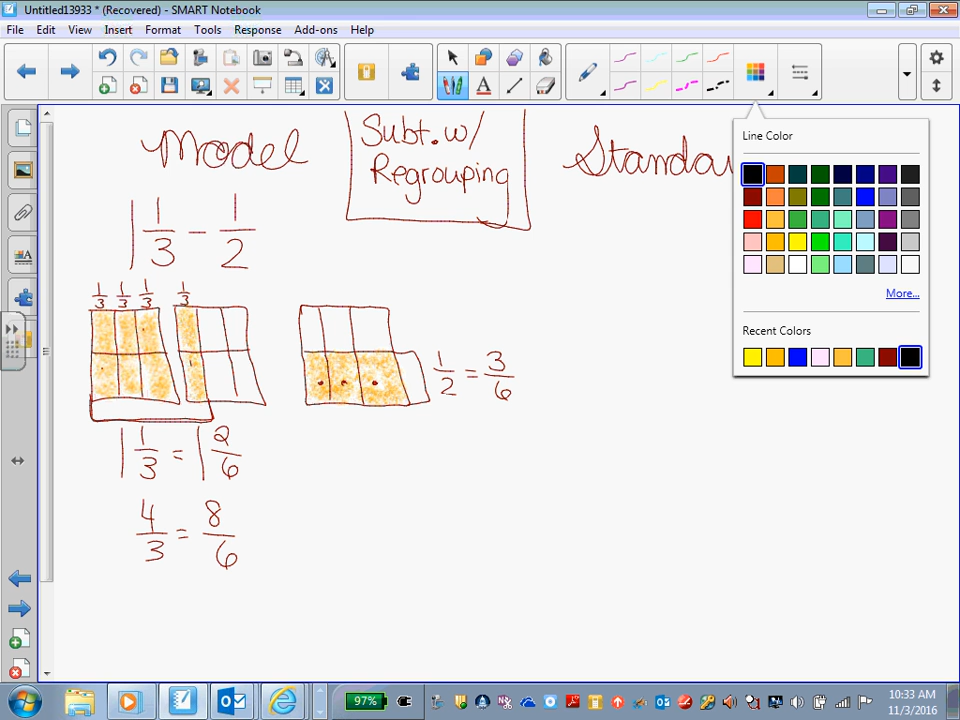 Untitled13933 * (Recovered) - SMART Notebook
File Edit View Insert Format Tools Response Add-ons Help
Line Color
More...
Recent Colors
Model
Subt. w/
Regrouping
Standa
1 1/3 - 1/2
1/3 1/3 1/3 1/3
1/2 = 3/6
1 1/3 = 1 2/6
4/3 = 8/6
97%
10:33 AM
11/3/2016